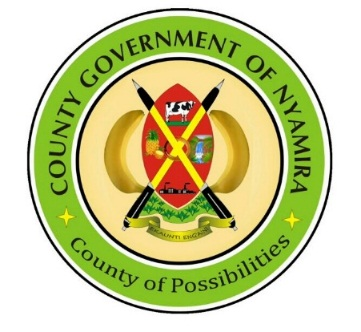 COUNTY GOVERNMENT OF NYAMIRA
County of Possibilities